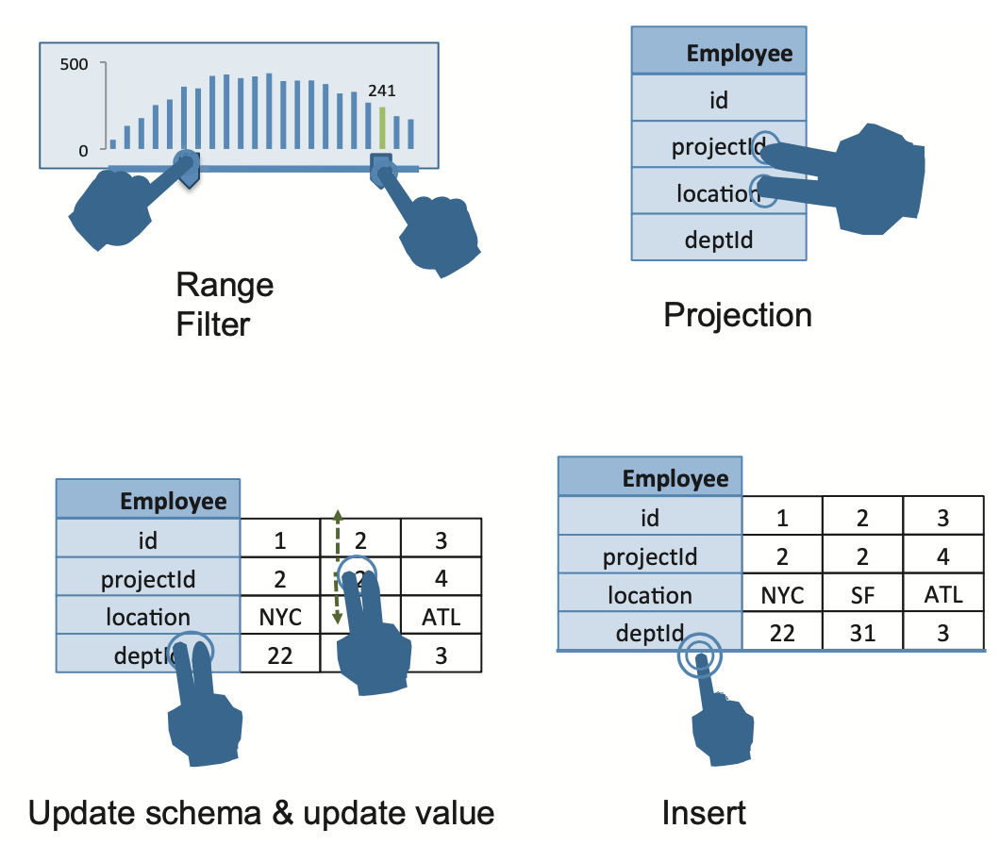 500
241
0
Range
Filter
Employee
id
projectId
location
deptId
Projection
Employee
id 1 2 3
projectId 2 2 4
location NYC ATL
deptId 22 3
Update schema & update value
Employee
id 1 2 3
projectId 2 2 4
location NYC SF ATL
deptId 22 31 3
Insert